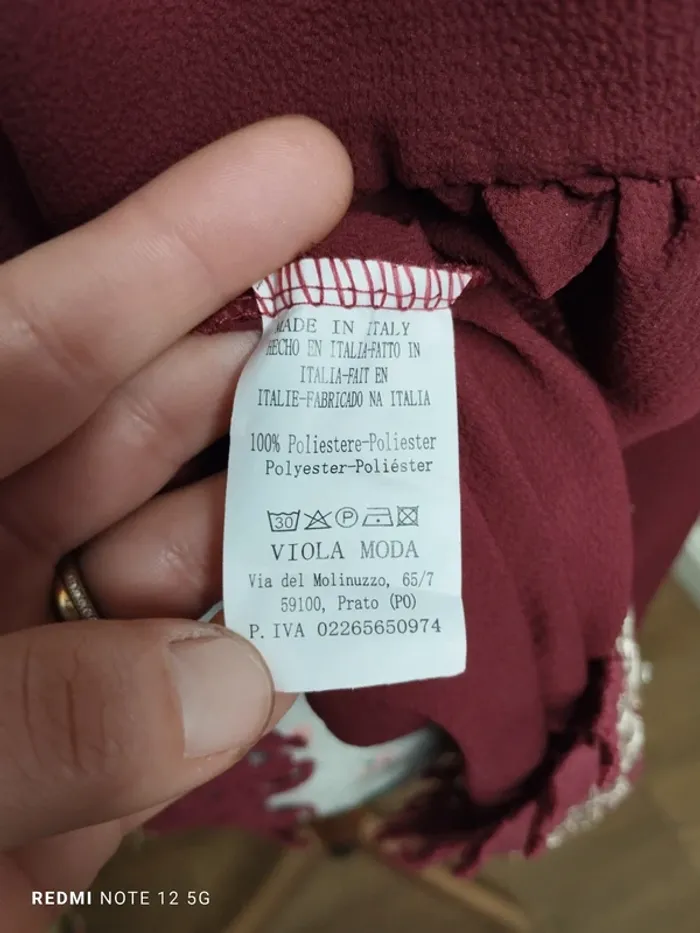 MADE IN ITALY
HECHO EN ITALIA-FATTO IN
ITALIA-FAIT EN
ITALIE-FABRICADO NA ITALIA
100% Poliestere-Poliester
Polyester-Poliéster
30 P
VIOLA MODA
Via del Molinuzzo, 65/7
59100, Prato (PO)
P. IVA 02265650974
REDMI NOTE 12 5G